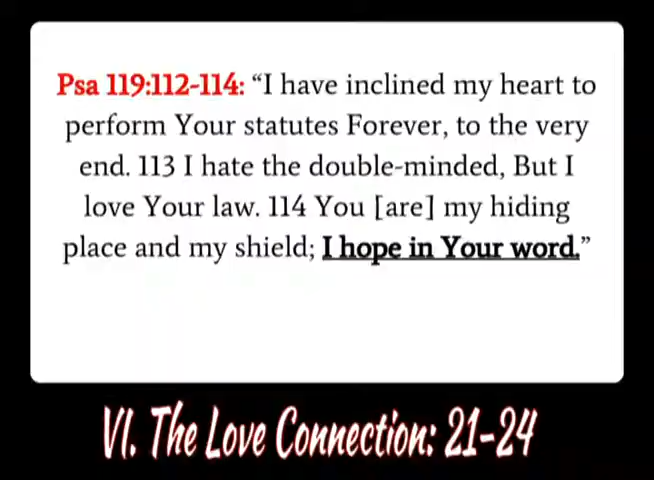 Psa 119:112-114: “I have inclined my heart to
perform Your statutes Forever, to the very
end. 113 I hate the double-minded, But I
love Your law. 114 You [are] my hiding
place and my shield; I hope in Your word.”
VI. The Love Connection: 21-24